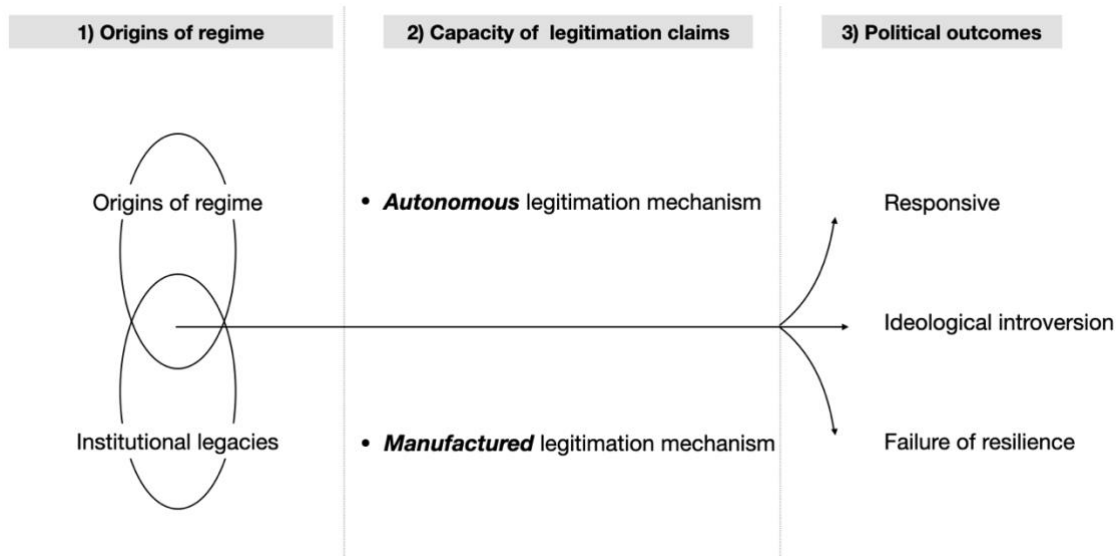 1) Origins of regime
2) Capacity of  legitimation claims
3) Political outcomes
Origins of regime
• Autonomous legitimation mechanism
Responsive
Ideological introversion
Institutional legacies
• Manufactured legitimation mechanism
Failure of resilience